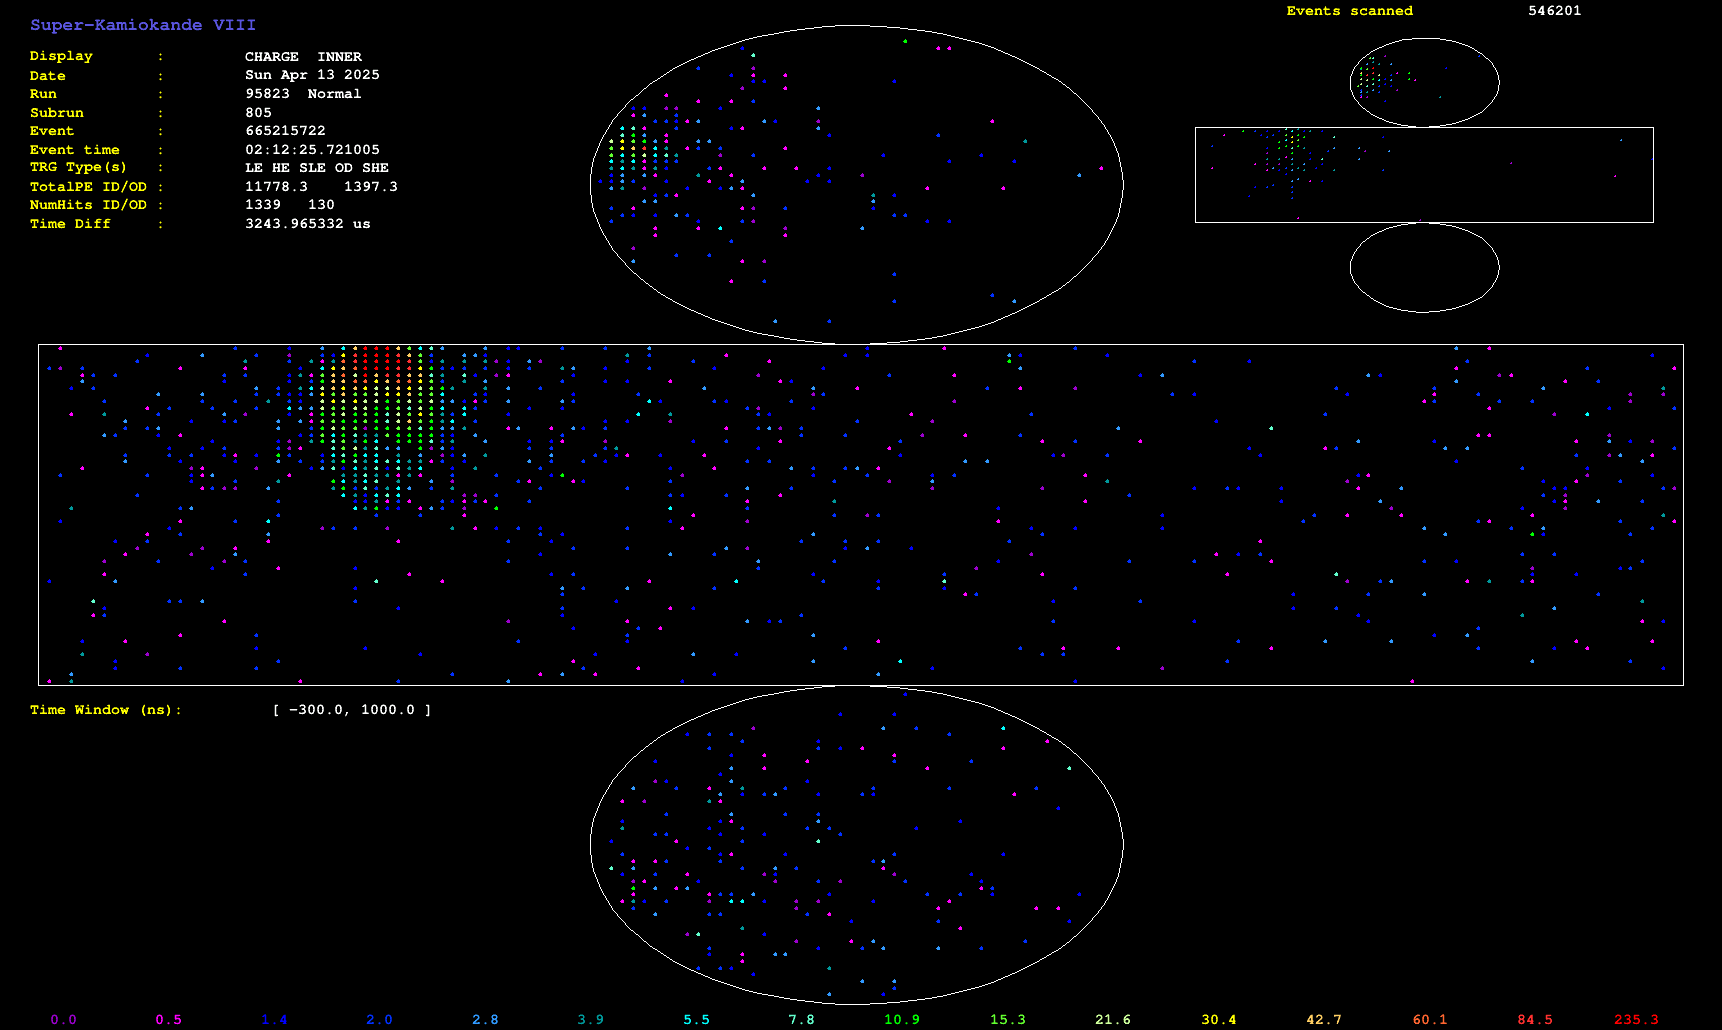 Super-Kamiokande VIII
Events scanned 546201
Display : CHARGE INNER
Date : Sun Apr 13 2025
Run : 95823 Normal
Subrun : 805
Event : 665215722
Event time : 02:12:25.721005
TRG Type(s) : LE HE SLE OD SHE
TotalPE ID/OD : 11778.3 1397.3
NumHits ID/OD : 1339 130
Time Diff : 3243.965332 us
Time Window (ns): [ -300.0, 1000.0 ]
0.0 0.5 1.4 2.0 2.8 3.9 5.5 7.8 10.9 15.3 21.6 30.4 42.7 60.1 84.5 235.3